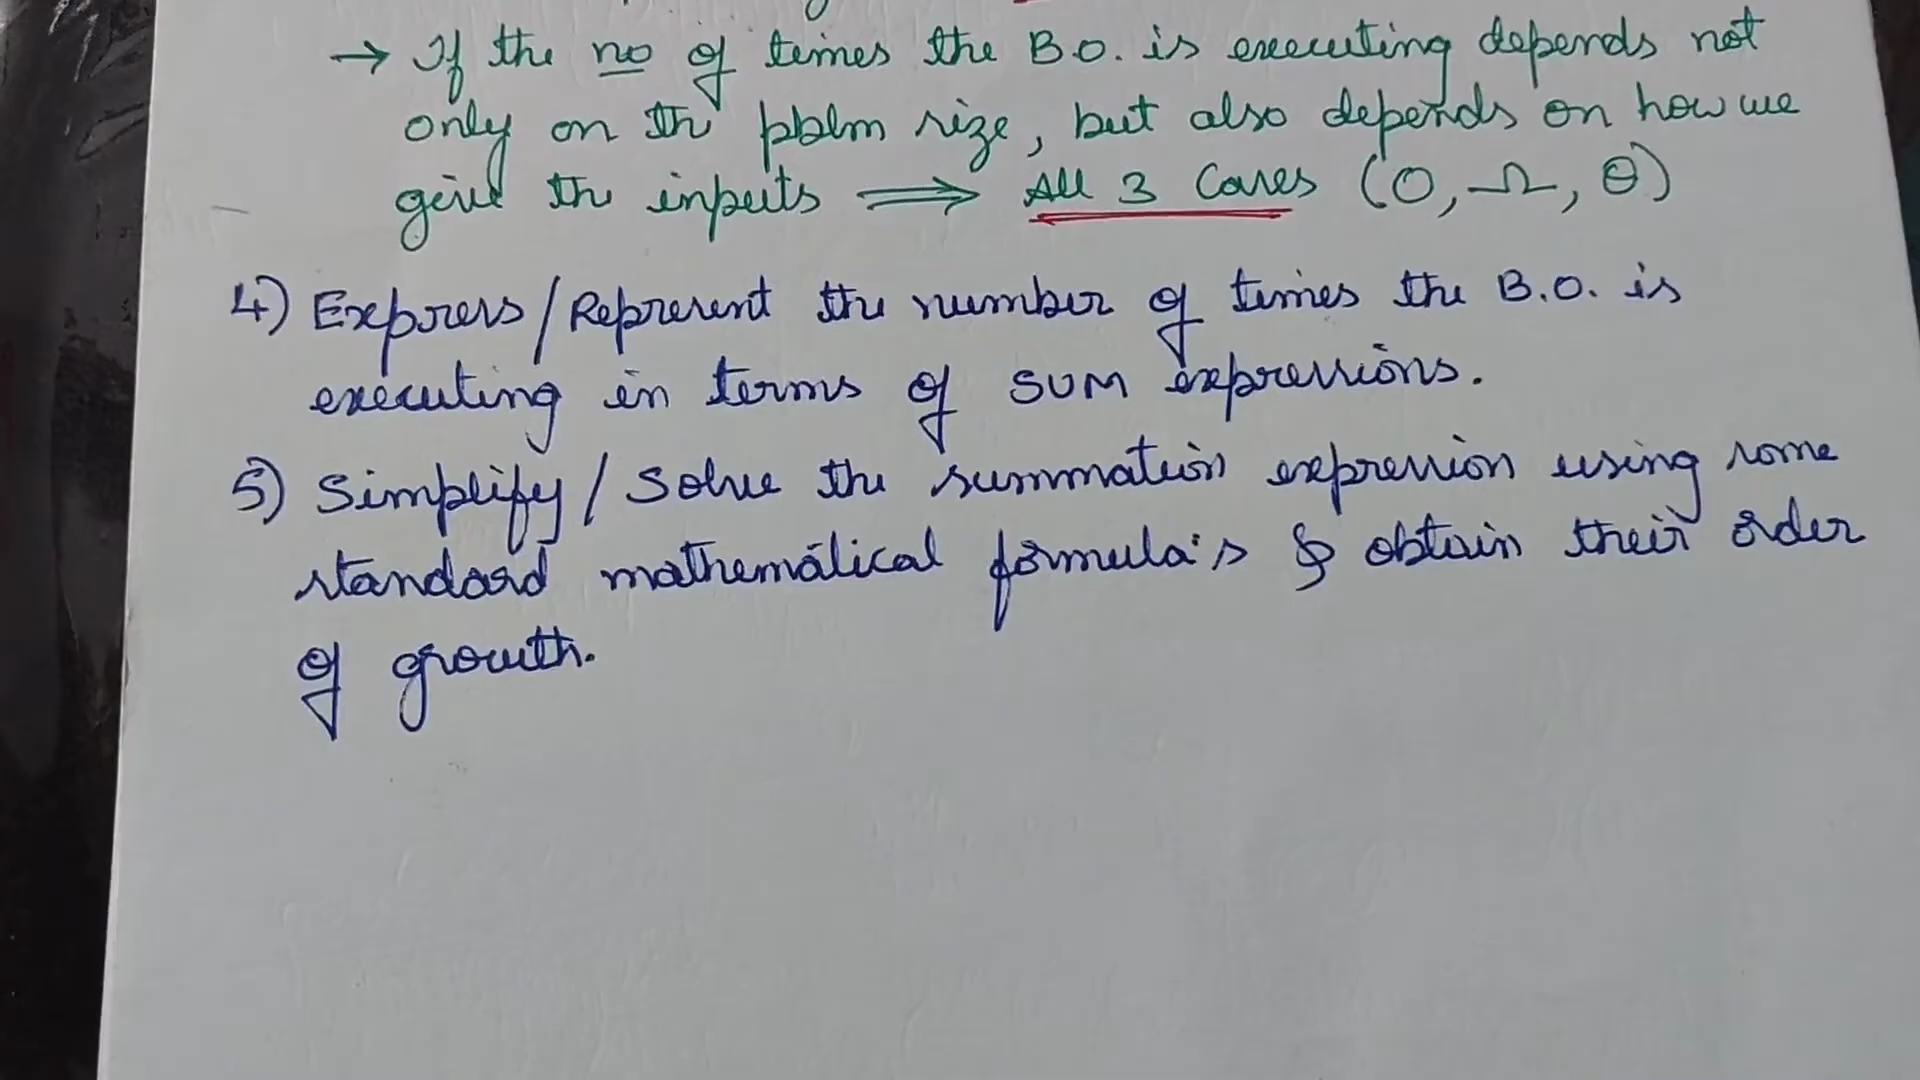 → If the no of times the B.O. is executing depends not
only on the pblm size, but also depends on how we
give the inputs ⟹ All 3 Cases (O, Ω, Θ)
4) Express/Represent the number of times the B.O. is
executing in terms of SUM expressions.
5) Simplify/Solve the summation expression using some
standard mathematical formula's & obtain their order
of growth.